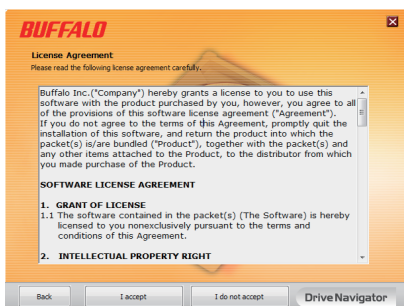 BUFFALO
License Agreement
Please read the following license agreement carefully.
Buffalo Inc.("Company") hereby grants a license to you to use this
software with the product purchased by you, however, you agree to all
of the provisions of this software license agreement ("Agreement").
If you do not agree to the terms of this Agreement, promptly quit the
installation of this software, and return the product into which the
packet(s) is/are bundled ("Product"), together with the packet(s) and
any other items attached to the Product, to the distributor from which
you made purchase of the Product.
SOFTWARE LICENSE AGREEMENT
1. GRANT OF LICENSE
1.1 The software contained in the packet(s) (The Software) is hereby
licensed to you nonexclusively pursuant to the terms and
conditions of this Agreement.
2. INTELLECTUAL PROPERTY RIGHT
Back
I accept
I do not accept
DriveNavigator